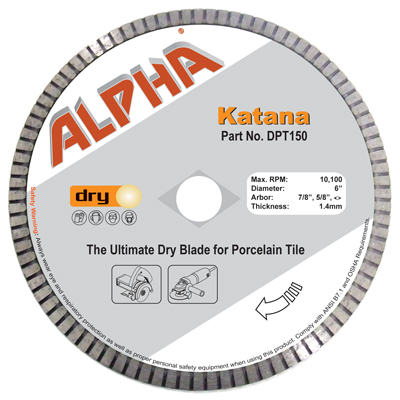 ALPHA®
Katana
Part No. DPT150
Max. RPM: 10,100
Diameter: 6"
Arbor: 7/8", 5/8", <>
Thickness: 1.4mm
dry
The Ultimate Dry Blade for Porcelain Tile
Safety Warning: Always wear eye and respiratory protection as well as proper personal safety equipment when using this product. Comply with ANSI B7.1 and OSHA Requirements.